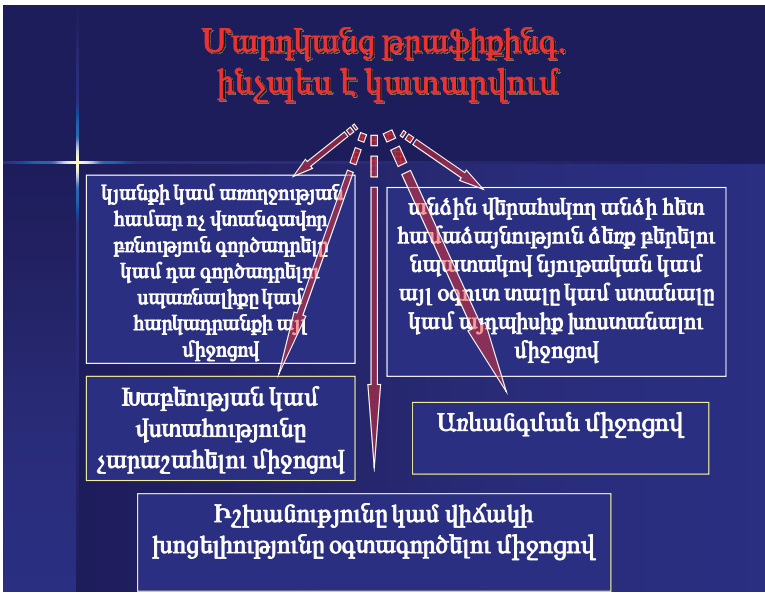 Մարդկանց թրաֆիքինգ.
ինչպես է կատարվում
կյանքի կամ առողջության
համար ոչ վտանգավոր
բռնություն գործադրելը
կամ դա գործադրելու
սպառնալիքը կամ
հարկադրանքի այլ
միջոցով
անձին վերահսկող անձի հետ
համաձայնություն ձեռք բերելու
նպատակով նյութական կամ
այլ օգուտ տալը կամ ստանալը
կամ այդպիսիք խոստանալու
միջոցով
Խաբեության կամ
վստահությունը
չարաշահելու միջոցով
Առևանգման միջոցով
Իշխանությունը կամ վիճակի
խոցելիությունը օգտագործելու միջոցով